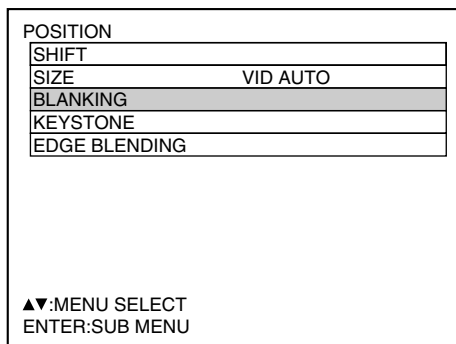 POSITION
SHIFT
SIZE VID AUTO
BLANKING
KEYSTONE
EDGE BLENDING
▲▼:MENU SELECT
ENTER:SUB MENU